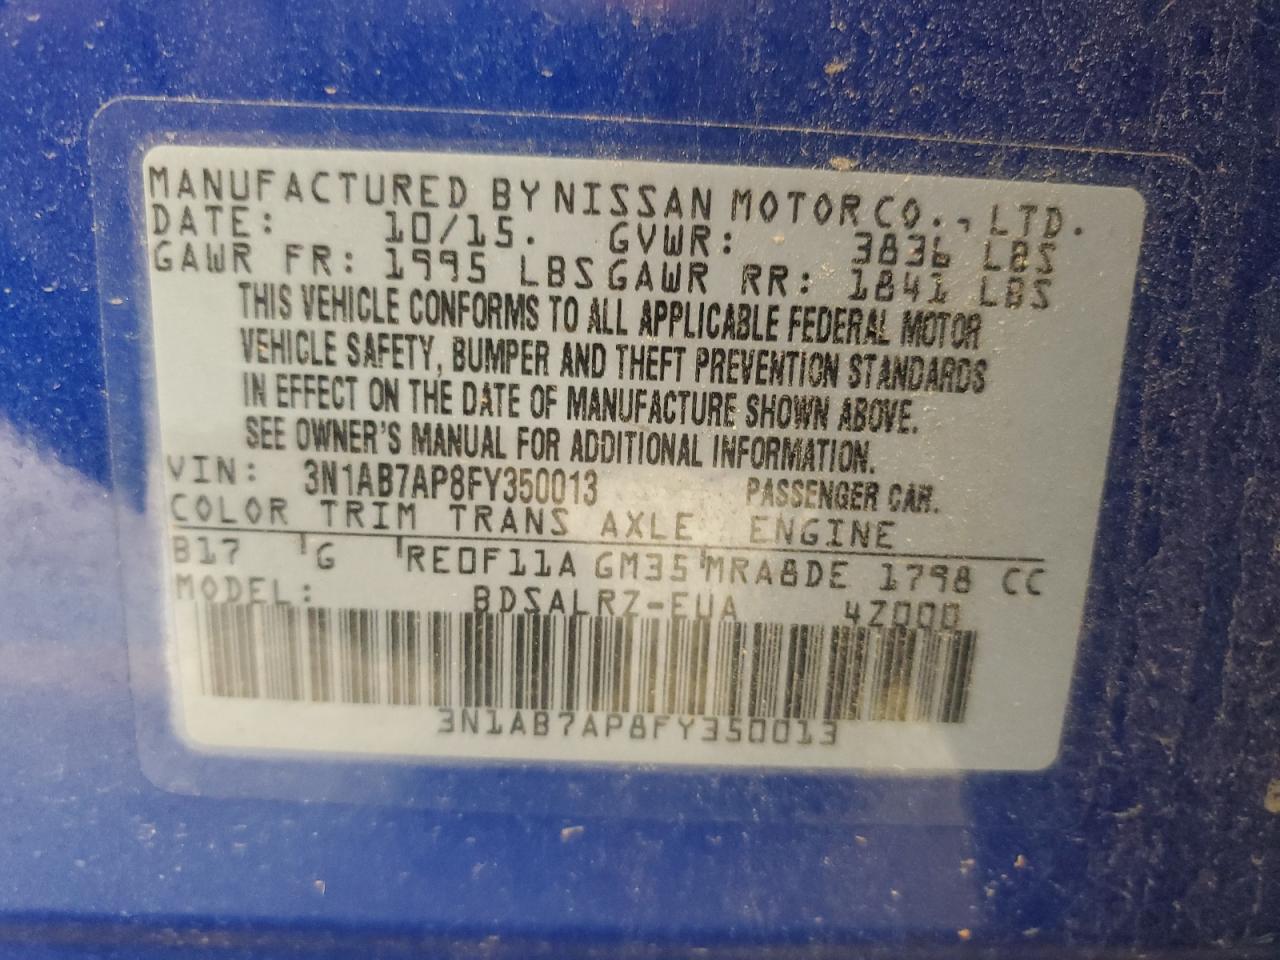 MANUFACTURED BY NISSAN MOTOR CO., LTD.
DATE: 10/15. GVWR: 3836 LBS
GAWR FR: 1995 LBS GAWR RR: 1841 LBS
THIS VEHICLE CONFORMS TO ALL APPLICABLE FEDERAL MOTOR
VEHICLE SAFETY, BUMPER AND THEFT PREVENTION STANDARDS
IN EFFECT ON THE DATE OF MANUFACTURE SHOWN ABOVE.
SEE OWNER'S MANUAL FOR ADDITIONAL INFORMATION.
VIN: 3N1AB7AP8FY350013 PASSENGER CAR.
COLOR TRIM TRANS AXLE ENGINE
B17 G RE0F11A GM35 MRA8DE 1798 CC
MODEL: BDSALRZ-EUA 4Z000
3N1AB7AP8FY350013